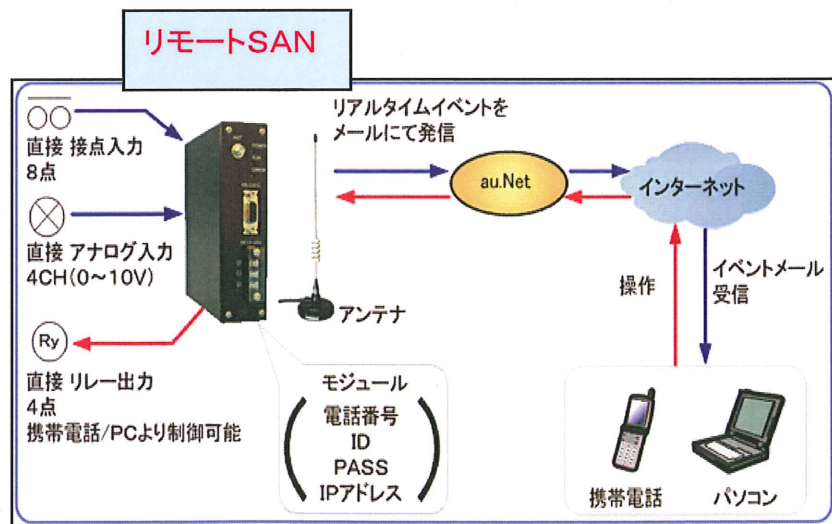 リモートSAN
直接 接点入力
8点
直接 アナログ入力
4CH(0～10V)
Ry
直接 リレー出力
4点
携帯電話/PCより制御可能
リアルタイムイベントを
メールにて発信
アンテナ
au.Net
インターネット
操作
イベントメール
受信
モジュール
電話番号
ID
PASS
IPアドレス
携帯電話
パソコン